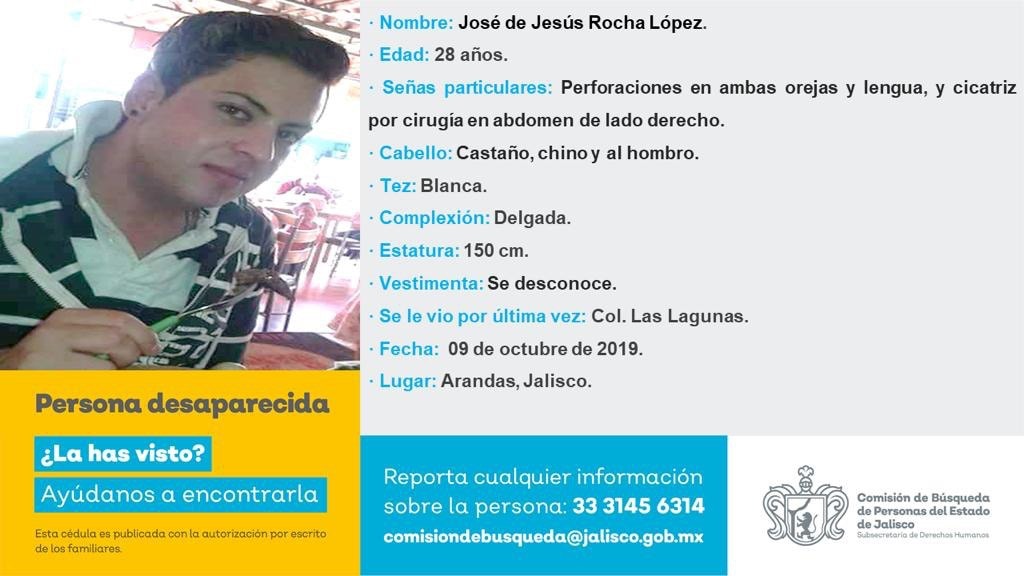 · Nombre: José de Jesús Rocha López.
· Edad: 28 años.
· Señas particulares: Perforaciones en ambas orejas y lengua, y cicatriz
por cirugía en abdomen de lado derecho.
· Cabello: Castaño, chino y al hombro.
· Tez: Blanca.
· Complexión: Delgada.
· Estatura: 150 cm.
· Vestimenta: Se desconoce.
· Se le vio por última vez: Col. Las Lagunas.
· Fecha: 09 de octubre de 2019.
· Lugar: Arandas, Jalisco.
Persona desaparecida
¿La has visto?
Ayúdanos a encontrarla
Esta cédula es publicada con la autorización por escrito
de los familiares.
Reporta cualquier información
sobre la persona: 33 3145 6314
comisiondebusqueda@jalisco.gob.mx
Comisión de Búsqueda
de Personas del Estado
de Jalisco
Subsecretaría de Derechos Humanos